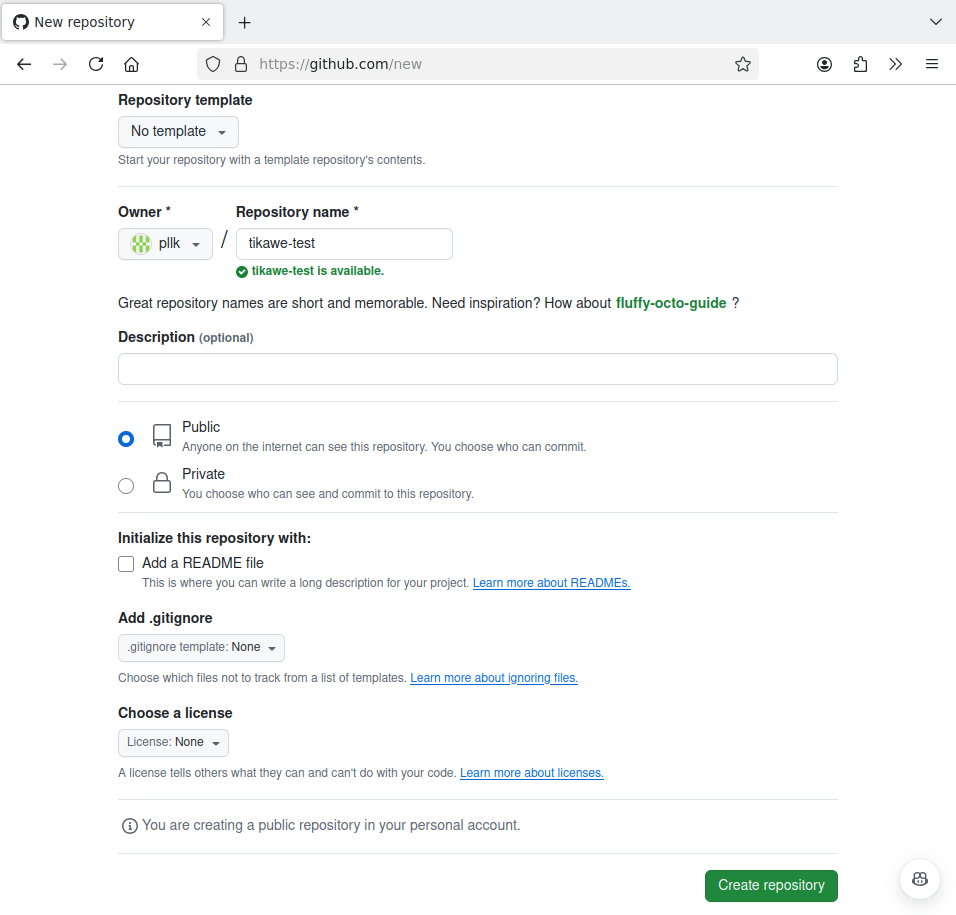 New repository
https://github.com/new
Repository template
No template
Start your repository with a template repository's contents.
Owner * Repository name *
pllk / tikawe-test
tikawe-test is available.
Great repository names are short and memorable. Need inspiration? How about fluffy-octo-guide ?
Description (optional)
Public
Anyone on the internet can see this repository. You choose who can commit.
Private
You choose who can see and commit to this repository.
Initialize this repository with:
Add a README file
This is where you can write a long description for your project. Learn more about READMEs.
Add .gitignore
.gitignore template: None
Choose which files not to track from a list of templates. Learn more about ignoring files.
Choose a license
License: None
A license tells others what they can and can't do with your code. Learn more about licenses.
You are creating a public repository in your personal account.
Create repository